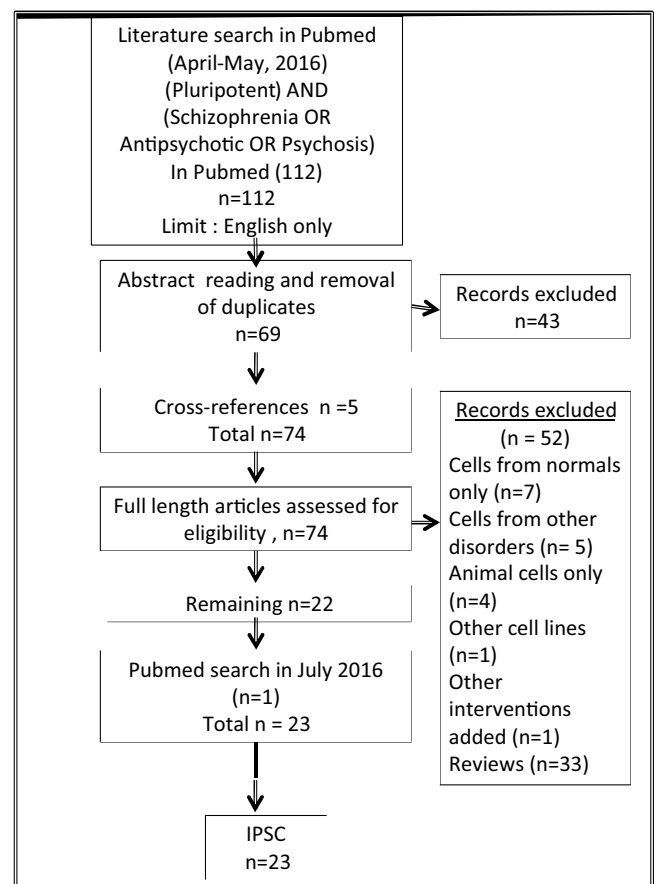 Literature search in Pubmed
(April-May, 2016)
(Pluripotent) AND
(Schizophrenia OR
Antipsychotic OR Psychosis)
In Pubmed (112)
n=112
Limit : English only
Abstract reading and removal
of duplicates
n=69
Records excluded
n=43
Cross-references n =5
Total n=74
Full length articles assessed for
eligibility , n=74
Records excluded
(n = 52)
Cells from normals
only (n=7)
Cells from other
disorders (n= 5)
Animal cells only
(n=4)
Other cell lines
(n=1)
Other
interventions
added (n=1)
Reviews (n=33)
Remaining n=22
Pubmed search in July 2016
(n=1)
Total n = 23
IPSC
n=23